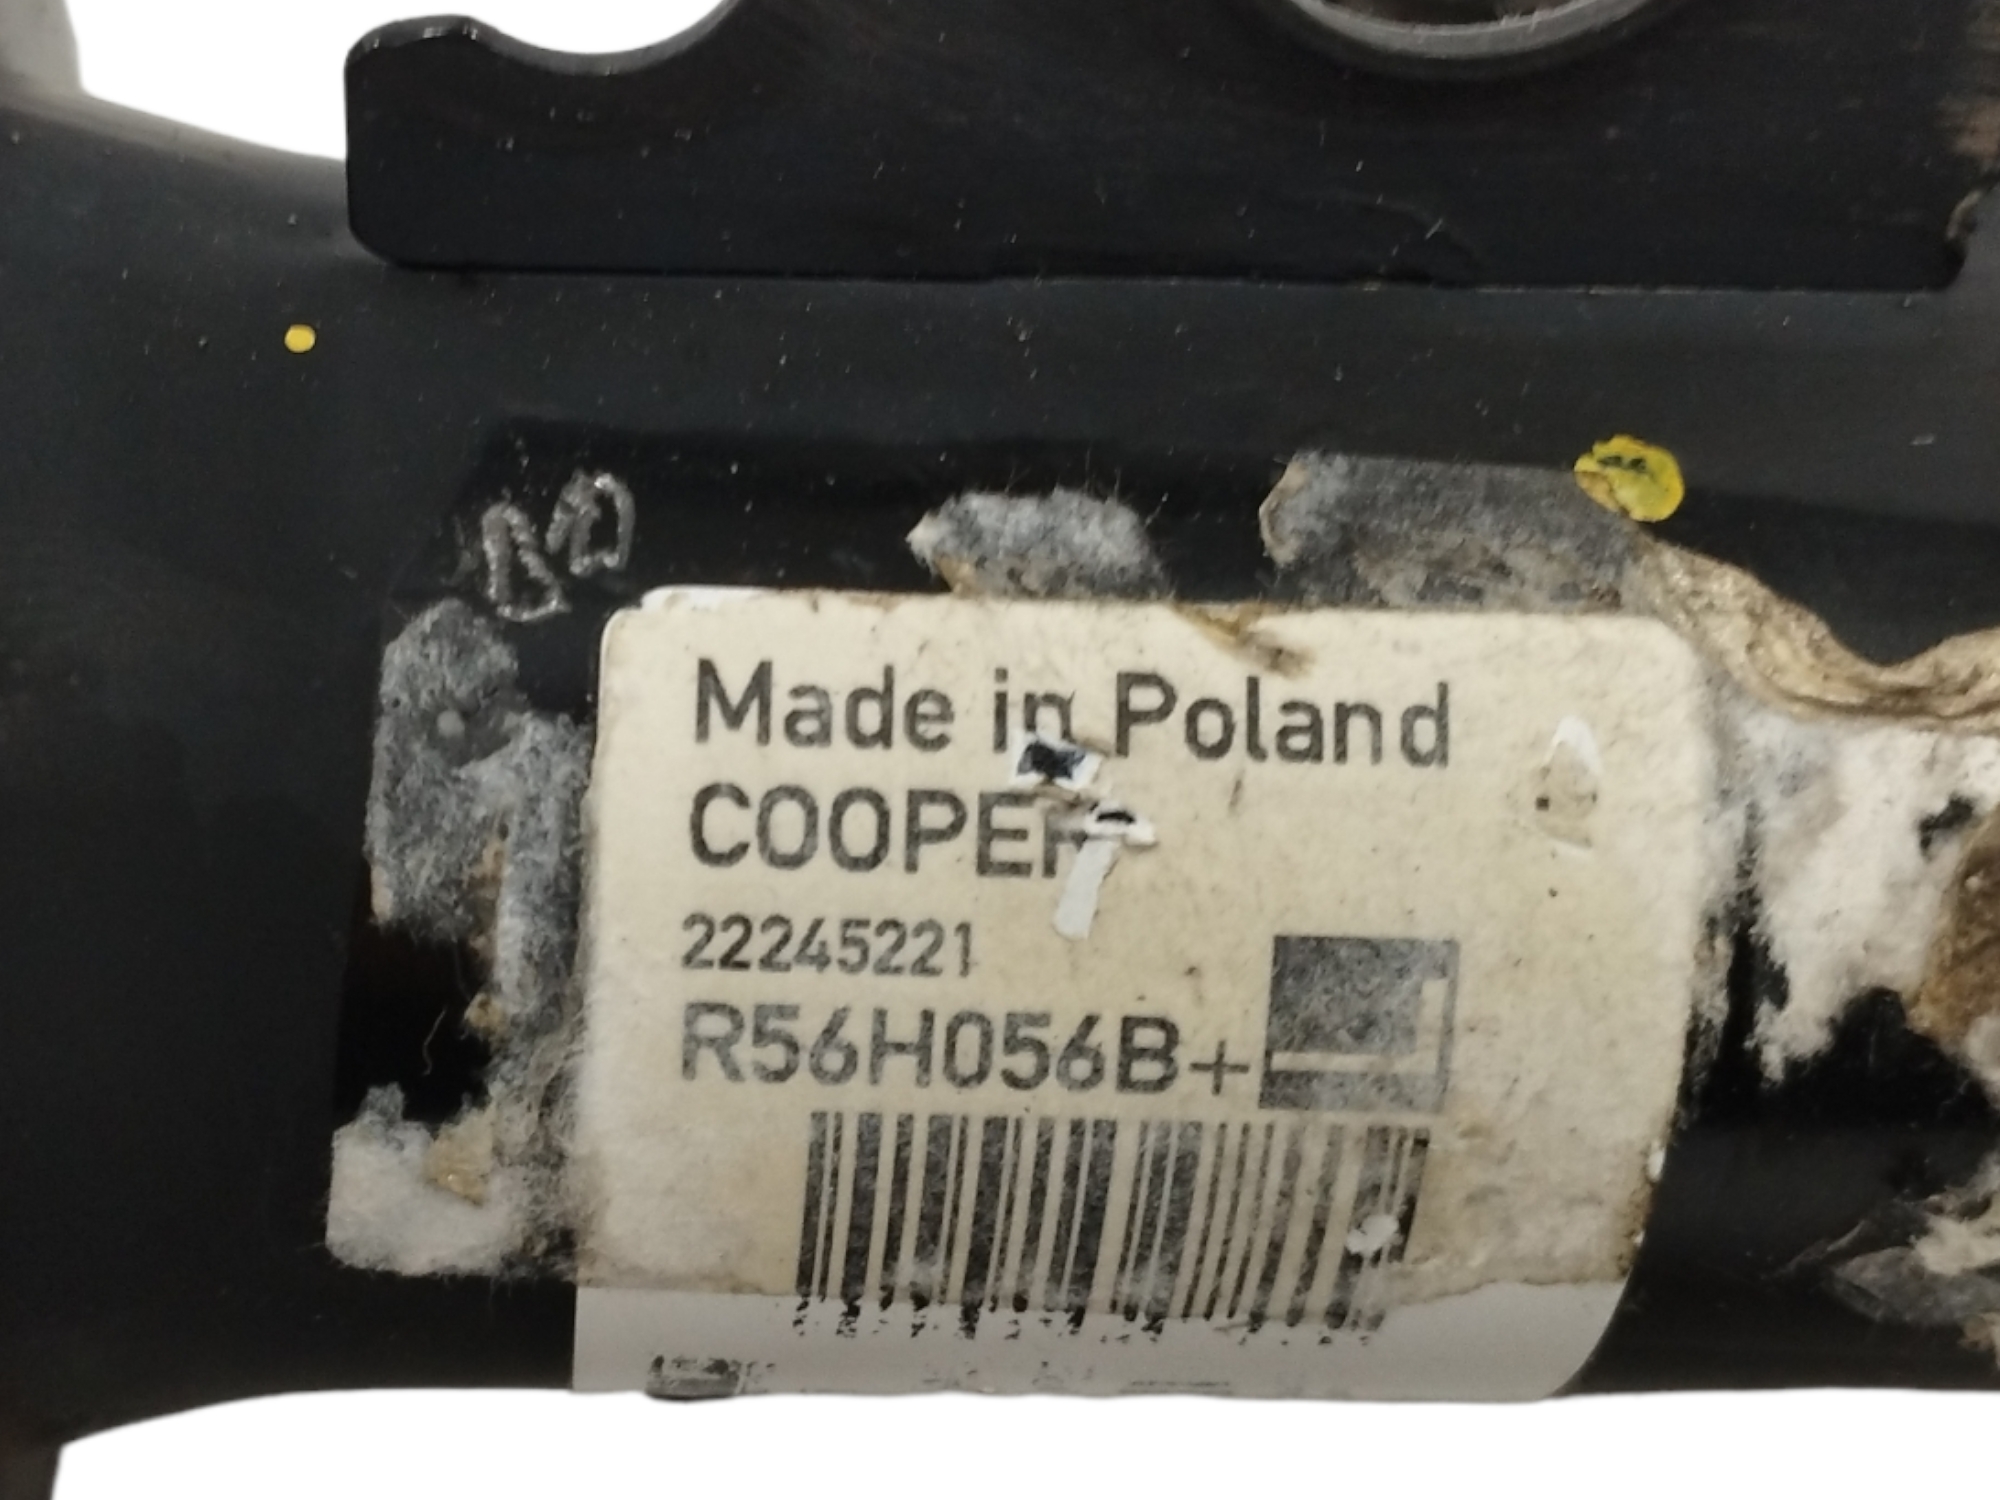 Made in Poland
COOPER
22245221
R56H056B+